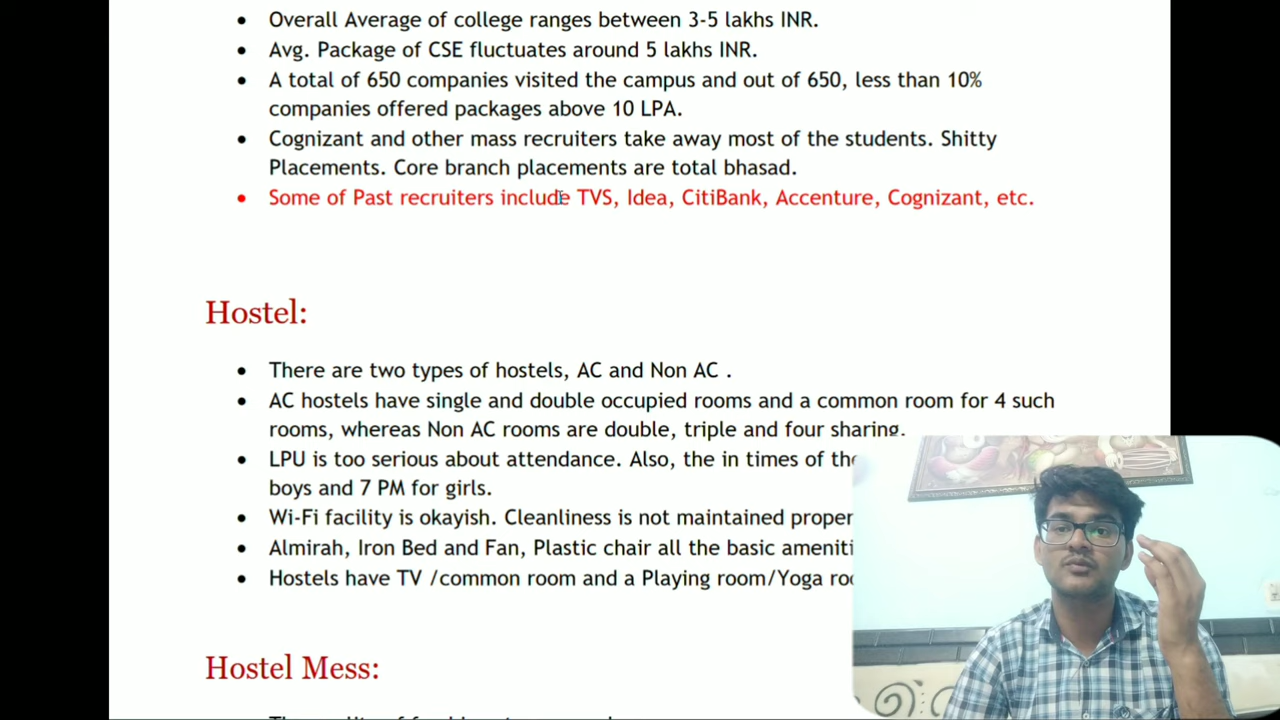 • Overall Average of college ranges between 3-5 lakhs INR.
• Avg. Package of CSE fluctuates around 5 lakhs INR.
• A total of 650 companies visited the campus and out of 650, less than 10%
companies offered packages above 10 LPA.
• Cognizant and other mass recruiters take away most of the students. Shitty
Placements. Core branch placements are total bhasad.
• Some of Past recruiters include TVS, Idea, CitiBank, Accenture, Cognizant, etc.
Hostel:
• There are two types of hostels, AC and Non AC .
• AC hostels have single and double occupied rooms and a common room for 4 such
rooms, whereas Non AC rooms are double, triple and four sharing.
• LPU is too serious about attendance. Also, the in times of the
boys and 7 PM for girls.
• Wi-Fi facility is okayish. Cleanliness is not maintained
• Almirah, Iron Bed and Fan, Plastic chair all the basic
• Hostels have TV /common room and a Playing room/Yoga
Hostel Mess: